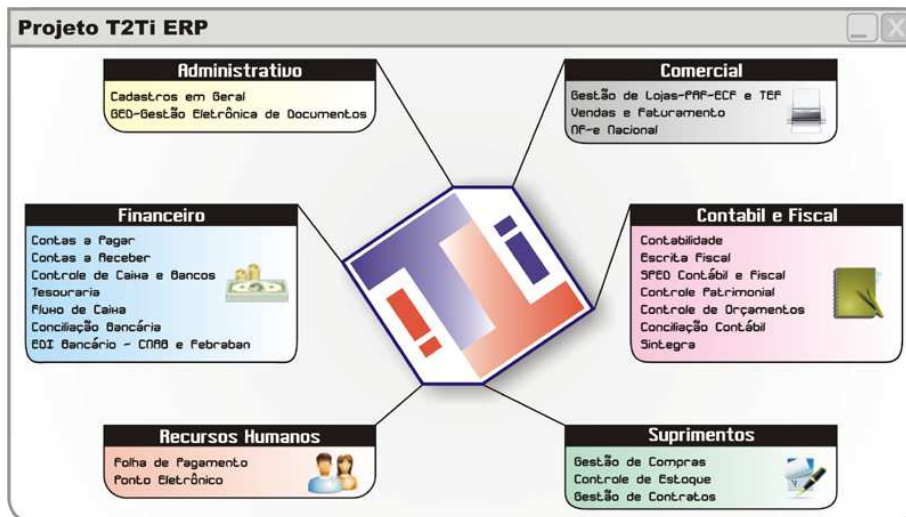 Projeto T2Ti ERP
Administrativo
Cadastros em Geral
GED-Gestão Eletrônica de Documentos
Comercial
Gestão de Lojas-PAF-ECF e TEF
Vendas e Faturamento
NF-e Nacional
Financeiro
Contas a Pagar
Contas a Receber
Controle de Caixa e Bancos
Tesouraria
Fluxo de Caixa
Conciliação Bancária
EDI Bancário - CNAB e Febraban
Contabil e Fiscal
Contabilidade
Escrita Fiscal
SPED Contábil e Fiscal
Controle Patrimonial
Controle de Orçamentos
Conciliação Contábil
Sintegra
Recursos Humanos
Folha de Pagamento
Ponto Eletrônico
Suprimentos
Gestão de Compras
Controle de Estoque
Gestão de Contratos